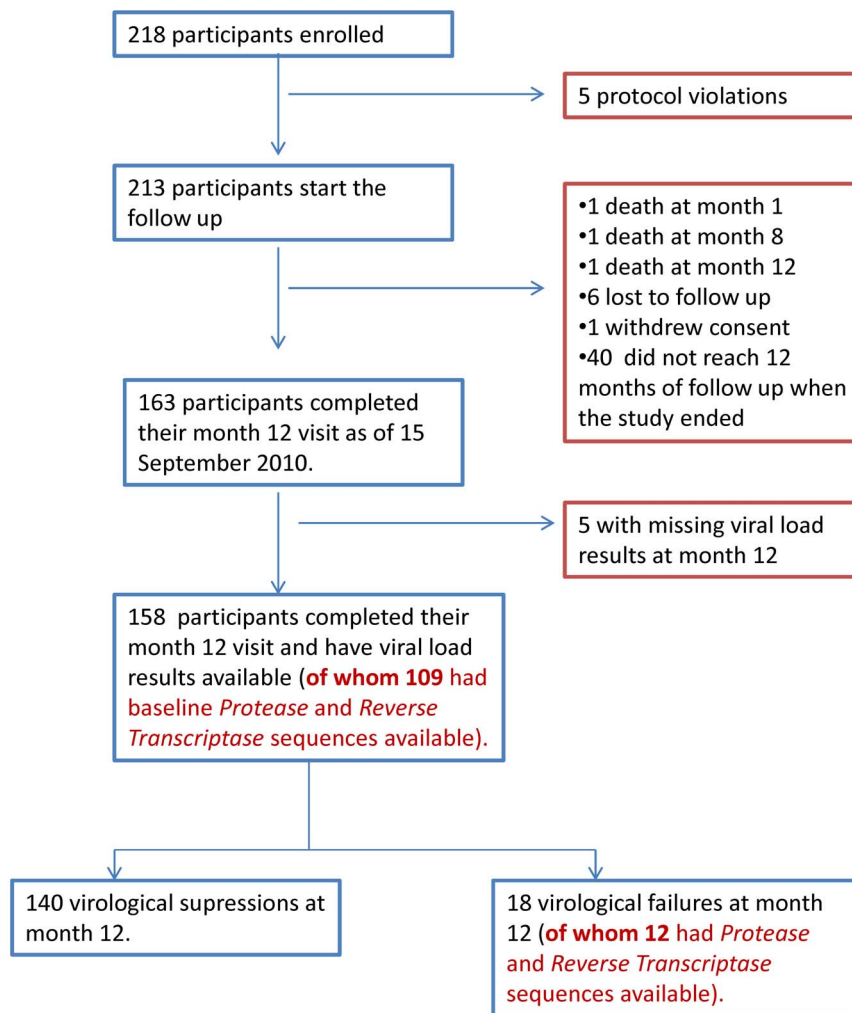 218 participants enrolled
5 protocol violations
213 participants start the
follow up
•1 death at month 1
•1 death at month 8
•1 death at month 12
•6 lost to follow up
•1 withdrew consent
•40 did not reach 12
months of follow up when
the study ended
163 participants completed
their month 12 visit as of 15
September 2010.
5 with missing viral load
results at month 12
158 participants completed their
month 12 visit and have viral load
results available (of whom 109 had
baseline Protease and Reverse
Transcriptase sequences available).
140 virological supressions at
month 12.
18 virological failures at month
12 (of whom 12 had Protease
and Reverse Transcriptase
sequences available).